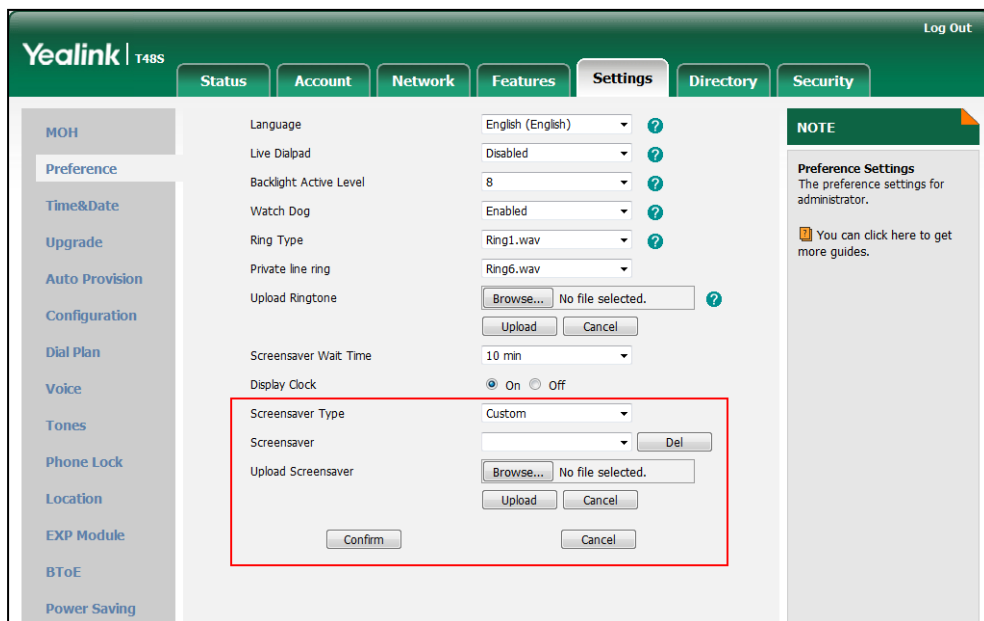 Log Out
Yealink T48S
Status Account Network Features Settings Directory Security
MOH
Preference
Time&Date
Upgrade
Auto Provision
Configuration
Dial Plan
Voice
Tones
Phone Lock
Location
EXP Module
BToE
Power Saving
Language English (English) ?
Live Dialpad Disabled ?
Backlight Active Level 8 ?
Watch Dog Enabled ?
Ring Type Ring1.wav ?
Private line ring Ring6.wav
Upload Ringtone Browse... No file selected. ?
Upload Cancel
Screensaver Wait Time 10 min
Display Clock On Off
Screensaver Type Custom
Screensaver Del
Upload Screensaver Browse... No file selected.
Upload Cancel
Confirm Cancel
NOTE
Preference Settings
The preference settings for
administrator.
? You can click here to get
more guides.